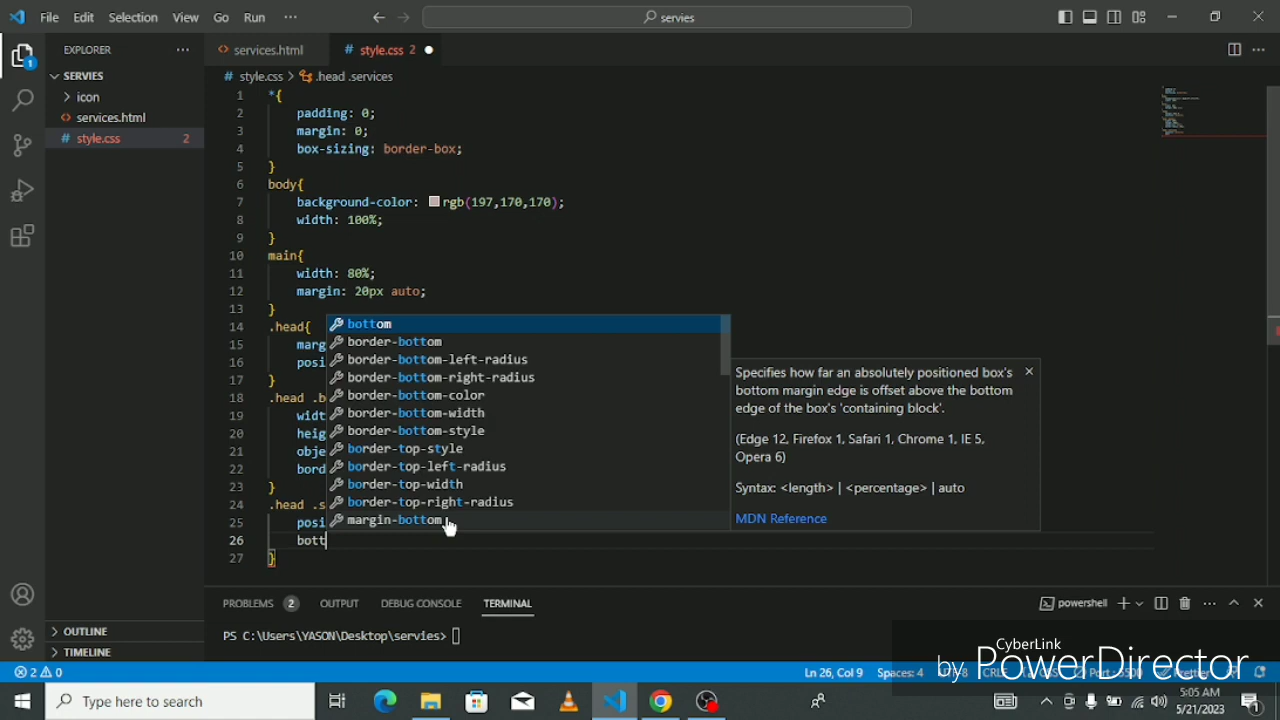 File Edit Selection View Go Run ···
servies
EXPLORER ···
services.html
# style.css 2
SERVIES
icon
services.html
# style.css 2
# style.css > .head .services
1 *{
2 padding: 0;
3 margin: 0;
4 box-sizing: border-box;
5 }
6 body{
7 background-color: rgb(197,170,170);
8 width: 100%;
9 }
10 main{
11 width: 80%;
12 margin: 20px auto;
13 }
14 .head{
15 marg
16 posi
17 }
18 .head .b
19 widt
20 heig
21 obje
22 bord
23 }
24 .head .s
25 posi
26 bott
27 }
bottom
border-bottom
border-bottom-left-radius
border-bottom-right-radius
border-bottom-color
border-bottom-width
border-bottom-style
border-top-style
border-top-left-radius
border-top-width
border-top-right-radius
margin-bottom
Specifies how far an absolutely positioned box's
bottom margin edge is offset above the bottom
edge of the box's 'containing block'.
(Edge 12, Firefox 1, Safari 1, Chrome 1, IE 5,
Opera 6)
Syntax: <length> | <percentage> | auto
MDN Reference
PROBLEMS 2 OUTPUT DEBUG CONSOLE TERMINAL
powershell
PS C:\Users\YASON\Desktop\servies>
OUTLINE
TIMELINE
2 0
Ln 26, Col 9 Spaces: 4 UTF-8 CRLF CSS Port : 5500 Prettier
CyberLink
by PowerDirector
Type here to search
5:05 AM
5/21/2023
1